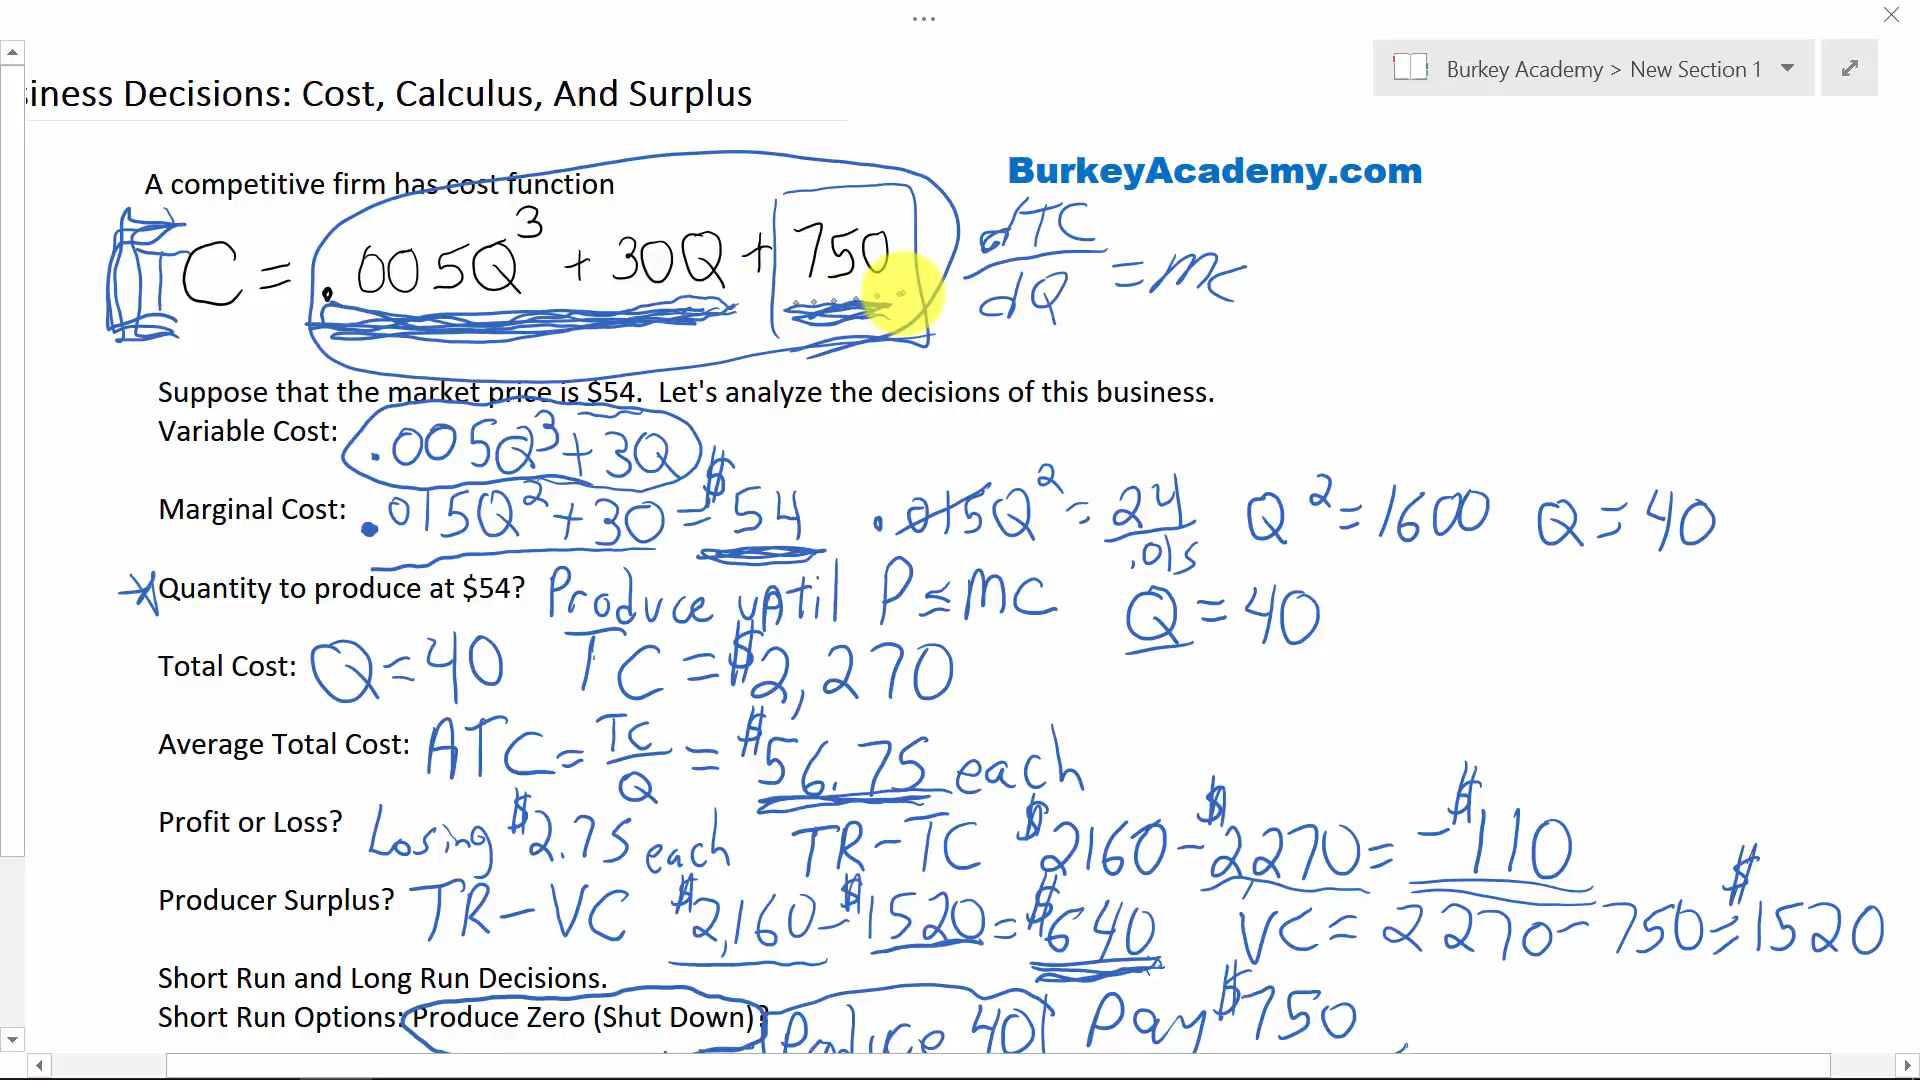 Burkey Academy > New Section 1
iness Decisions: Cost, Calculus, And Surplus
A competitive firm has cost function
BurkeyAcademy.com
TC = .005Q³ + 30Q + 750
dTC/dQ = MC
Suppose that the market price is $54. Let's analyze the decisions of this business.
Variable Cost: .005Q³ + 3Q
Marginal Cost: .015Q² + 30 = $54 .015Q² = 24/.015 Q² = 1600 Q = 40
Quantity to produce at $54? Produce until P ≤ MC Q = 40
Total Cost: Q = 40 TC = $2,270
Average Total Cost: ATC = TC/Q = $56.75 each
Profit or Loss? Losing $2.75 each TR - TC $2160 - $2270 = -$110
Producer Surplus? TR - VC $2,160 - $1520 = $640 VC = 2270 - 750 = $1520
Short Run and Long Run Decisions.
Short Run Options: Produce Zero (Shut Down)? Produce 40 Pay $750